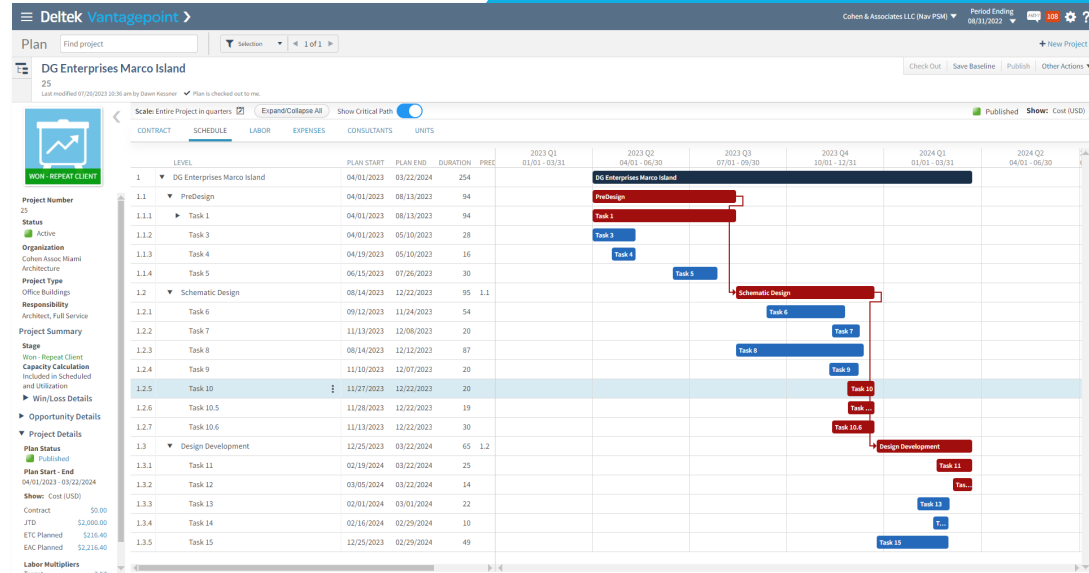 Deltek Vantagepoint
Cohen & Associates LLC (Nav PSM)
Period Ending
08/31/2022
108
?
Plan
Find project
Selection
1 of 1
+ New Project
DG Enterprises Marco Island
25
Last modified 07/20/2023 10:36 am by Dawn Kessner
Plan is checked out to me.
Check Out
Save Baseline
Publish
Other Actions
Scale: Entire Project in quarters
Expand/Collapse All
Show Critical Path
Published
Show: Cost (USD)
CONTRACT SCHEDULE LABOR EXPENSES CONSULTANTS UNITS
WON - REPEAT CLIENT
Project Number
25
Status
Active
Organization
Cohen Assoc Miami
Architecture
Project Type
Office Buildings
Responsibility
Architect, Full Service
Project Summary
Stage
Won - Repeat Client
Capacity Calculation
Included in Scheduled
and Utilization
Win/Loss Details
Opportunity Details
Project Details
Plan Status
Published
Plan Start - End
04/01/2023 - 03/22/2024
Show: Cost (USD)
Contract $0.00
JTD $2,000.00
ETC Planned $216.40
EAC Planned $2,216.40
Labor Multipliers
LEVEL PLAN START PLAN END DURATION PRED
1 DG Enterprises Marco Island 04/01/2023 03/22/2024 254
1.1 PreDesign 04/01/2023 08/13/2023 94
1.1.1 Task 1 04/01/2023 08/13/2023 94
1.1.2 Task 3 04/01/2023 05/10/2023 28
1.1.3 Task 4 04/19/2023 05/10/2023 16
1.1.4 Task 5 06/15/2023 07/26/2023 30
1.2 Schematic Design 08/14/2023 12/22/2023 95 1.1
1.2.1 Task 6 09/12/2023 11/24/2023 54
1.2.2 Task 7 11/13/2023 12/08/2023 20
1.2.3 Task 8 08/14/2023 12/12/2023 87
1.2.4 Task 9 11/10/2023 12/07/2023 20
1.2.5 Task 10 11/27/2023 12/22/2023 20
1.2.6 Task 10.5 11/28/2023 12/22/2023 19
1.2.7 Task 10.6 11/13/2023 12/22/2023 30
1.3 Design Development 12/25/2023 03/22/2024 65 1.2
1.3.1 Task 11 02/19/2024 03/22/2024 25
1.3.2 Task 12 03/05/2024 03/22/2024 14
1.3.3 Task 13 02/01/2024 03/01/2024 22
1.3.4 Task 14 02/16/2024 02/29/2024 10
1.3.5 Task 15 12/25/2023 02/29/2024 49
2023 Q1 2023 Q2 2023 Q3 2023 Q4 2024 Q1 2024 Q2
01/01 - 03/31 04/01 - 06/30 07/01 - 09/30 10/01 - 12/31 01/01 - 03/31 04/01 - 06/30
DG Enterprises Marco Island
PreDesign
Task 1
Task 3
Task 4
Task 5
Schematic Design
Task 6
Task 7
Task 8
Task 9
Task 10
Task ...
Task 10.6
Design Development
Task 11
Tas...
Task 13
T...
Task 15